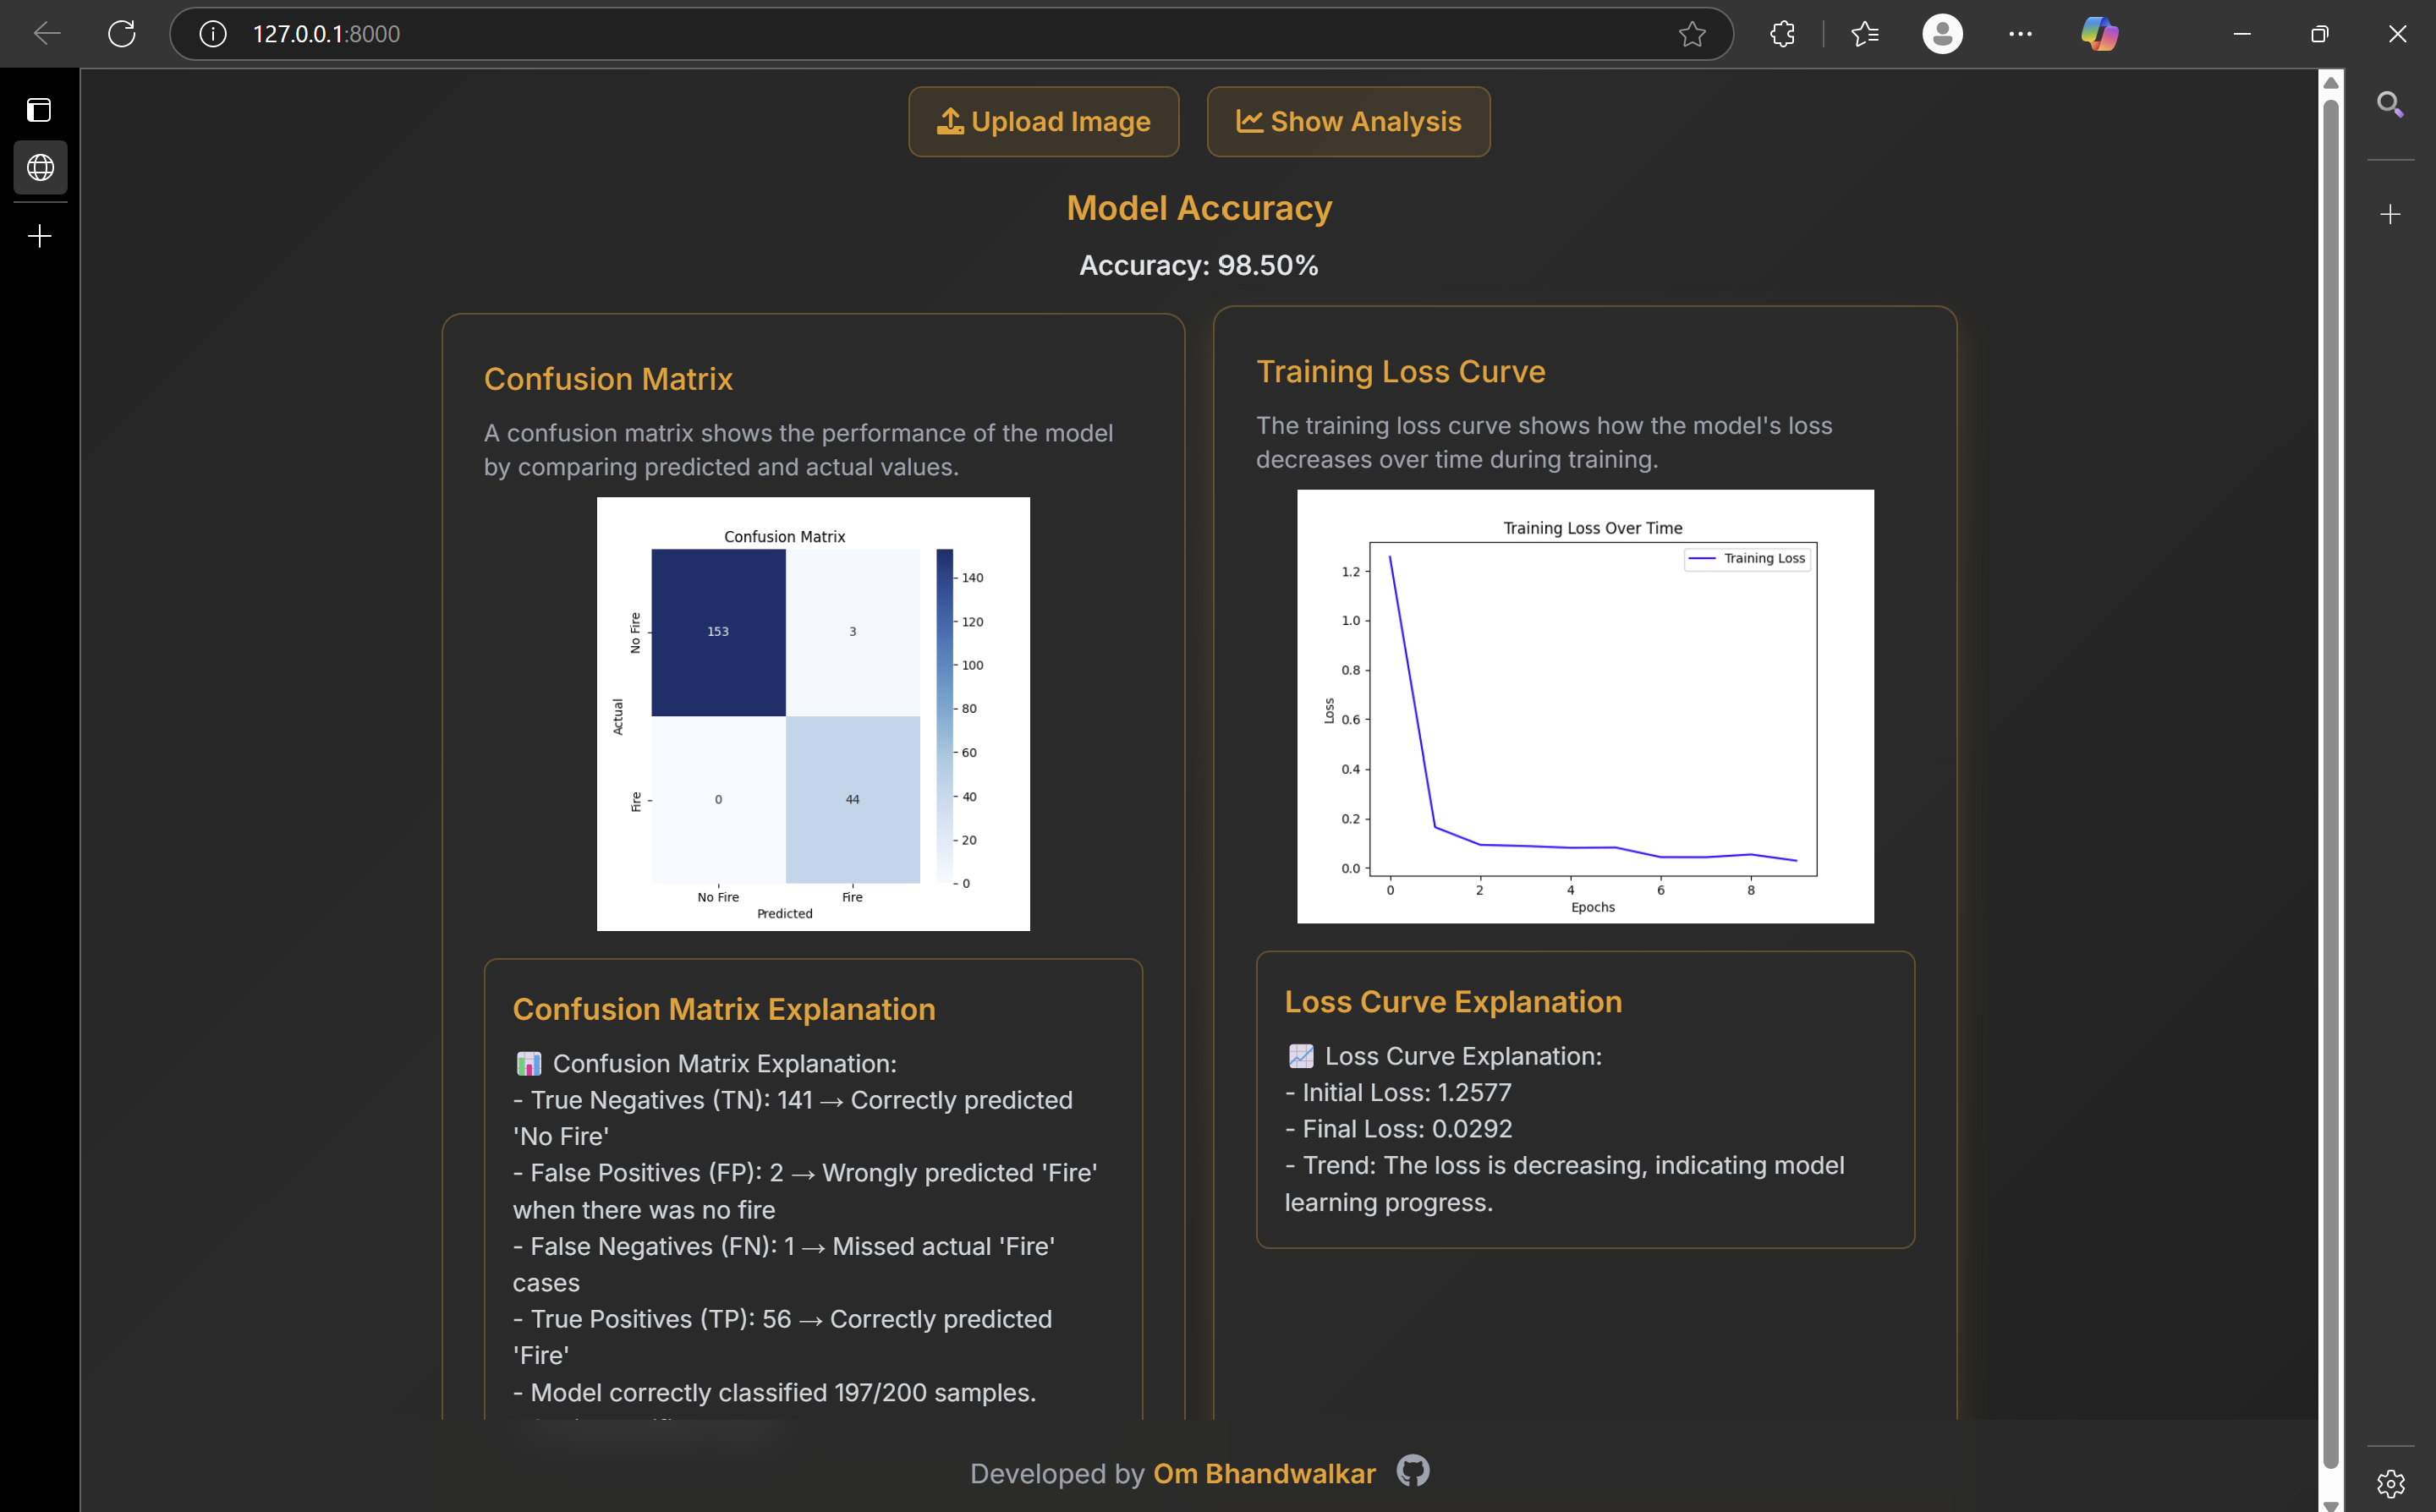 127.0.0.1:8000
Upload Image
Show Analysis
Model Accuracy
Accuracy: 98.50%
Confusion Matrix
A confusion matrix shows the performance of the model
by comparing predicted and actual values.
Confusion Matrix
No Fire
Fire
Actual
153
3
0
44
No Fire
Fire
Predicted
140
120
100
80
60
40
20
0
Confusion Matrix Explanation
Confusion Matrix Explanation:
- True Negatives (TN): 141 → Correctly predicted
'No Fire'
- False Positives (FP): 2 → Wrongly predicted 'Fire'
when there was no fire
- False Negatives (FN): 1 → Missed actual 'Fire'
cases
- True Positives (TP): 56 → Correctly predicted
'Fire'
- Model correctly classified 197/200 samples.
Training Loss Curve
The training loss curve shows how the model's loss
decreases over time during training.
Training Loss Over Time
Training Loss
1.2
1.0
0.8
0.6
0.4
0.2
0.0
Loss
0
2
4
6
8
Epochs
Loss Curve Explanation
Loss Curve Explanation:
- Initial Loss: 1.2577
- Final Loss: 0.0292
- Trend: The loss is decreasing, indicating model
learning progress.
Developed by Om Bhandwalkar